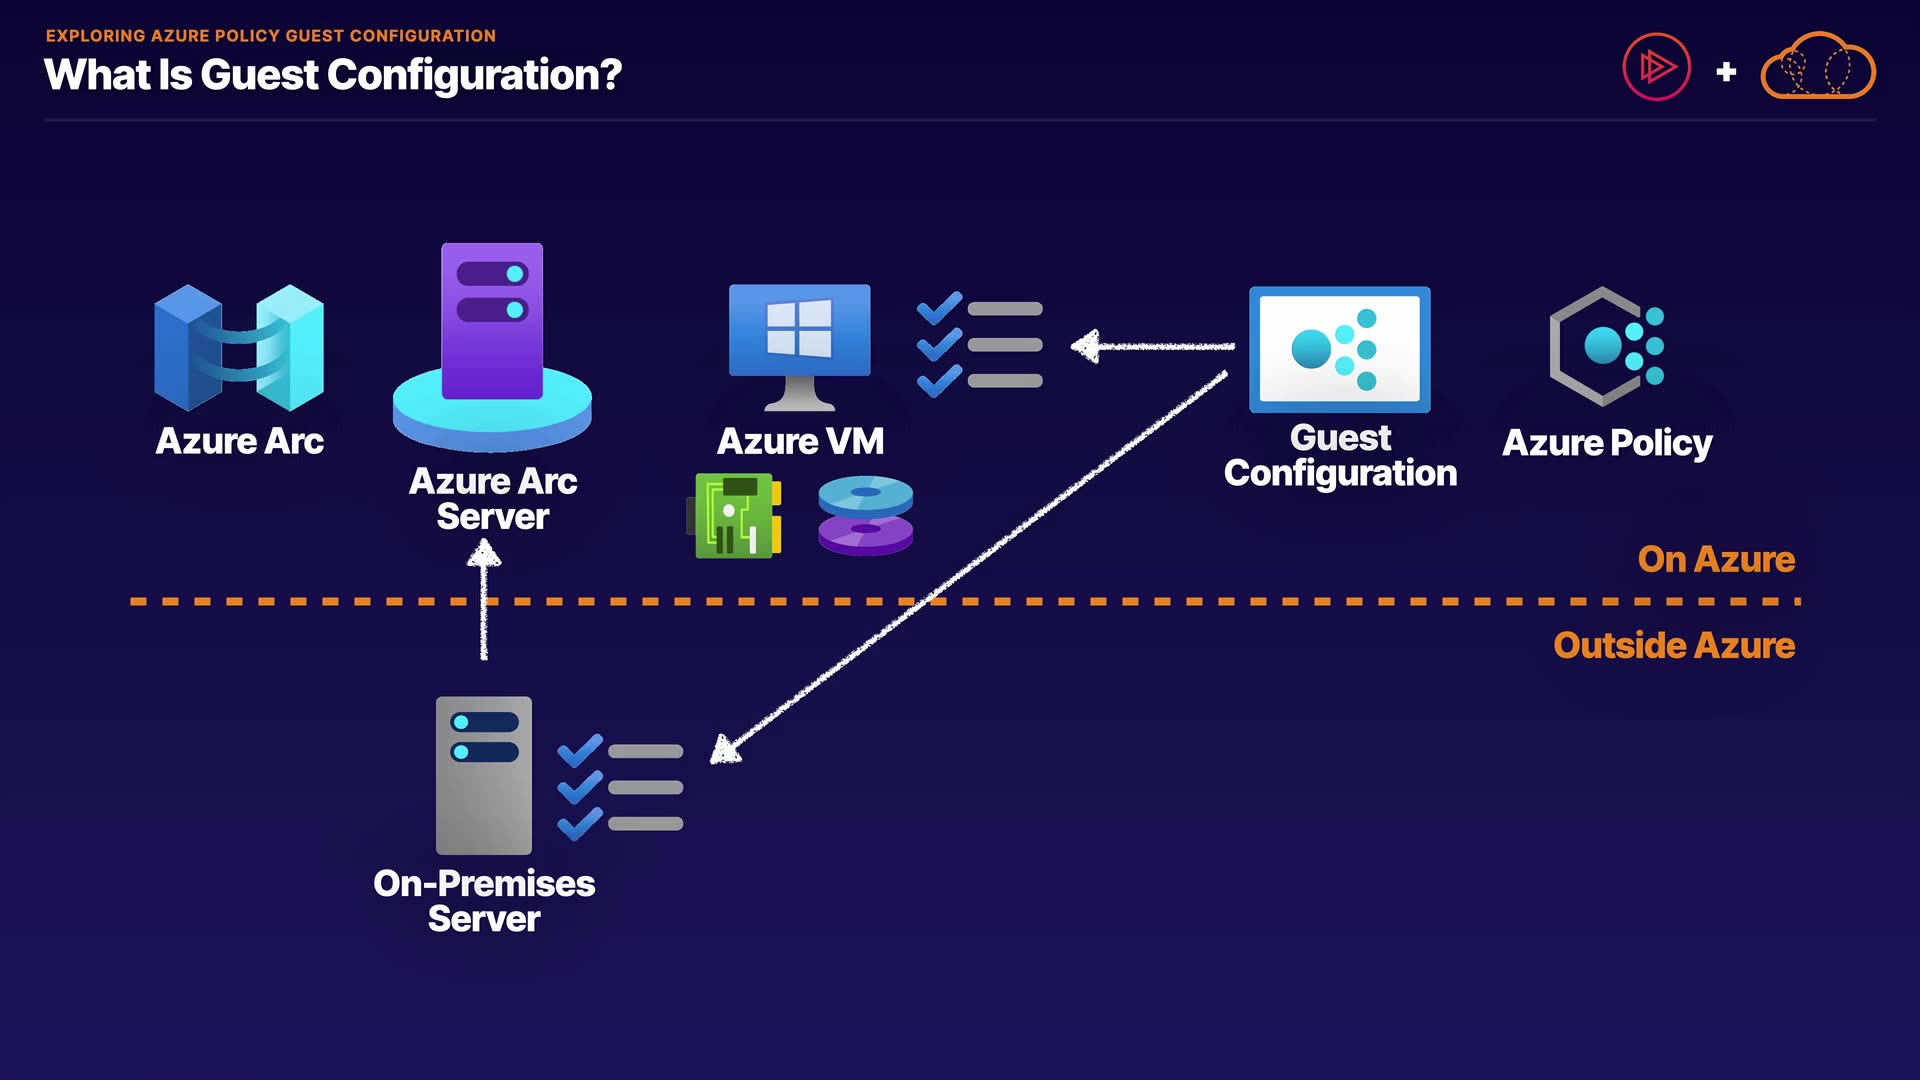 EXPLORING AZURE POLICY GUEST CONFIGURATION
What Is Guest Configuration?
Azure Arc
Azure Arc
Server
Azure VM
Guest
Configuration
Azure Policy
On Azure
Outside Azure
On-Premises
Server